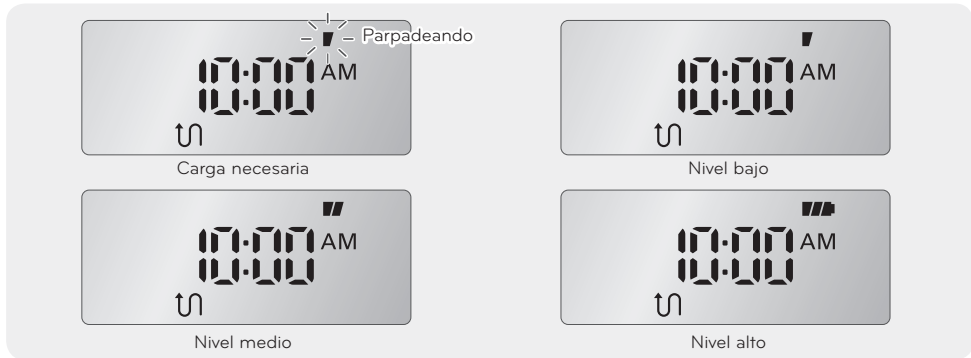 Parpadeando
10:00 AM
10:00 AM
Carga necesaria
Nivel bajo
10:00 AM
10:00 AM
Nivel medio
Nivel alto